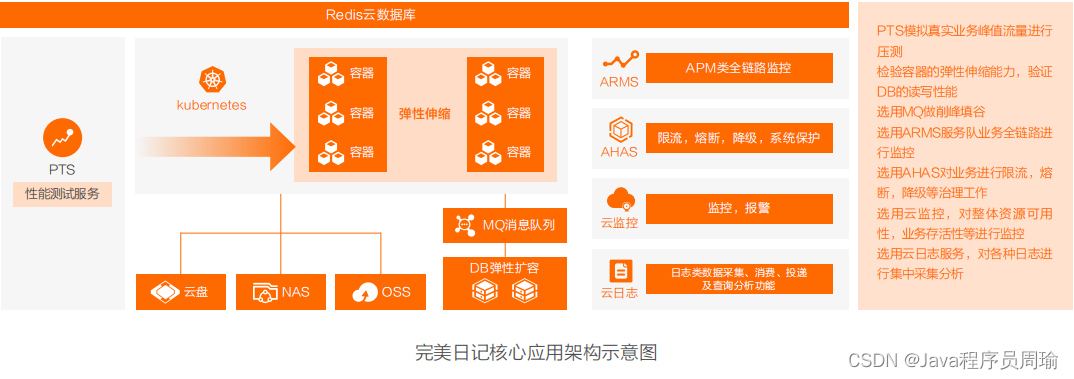 Redis云数据库
PTS
性能测试服务
kubernetes
容器
容器
容器
弹性伸缩
容器
容器
容器
云盘
NAS
OSS
MQ消息队列
DB弹性扩容
ARMS
APM类全链路监控
AHAS
限流，熔断，降级，系统保护
云监控
监控，报警
云日志
日志类数据采集、消费、投递
及查询分析功能
PTS模拟真实业务峰值流量进行
压测
检验容器的弹性伸缩能力，验证
DB的读写性能
选用MQ做削峰填谷
选用ARMS服务队业务全链路进
行监控
选用AHAS对业务进行限流，熔
断，降级等治理工作
选用云监控，对整体资源可用
性，业务存活性等进行监控
选用云日志服务，对各种日志进
行集中采集分析
完美日记核心应用架构示意图
CSDN @Java程序员周瑜